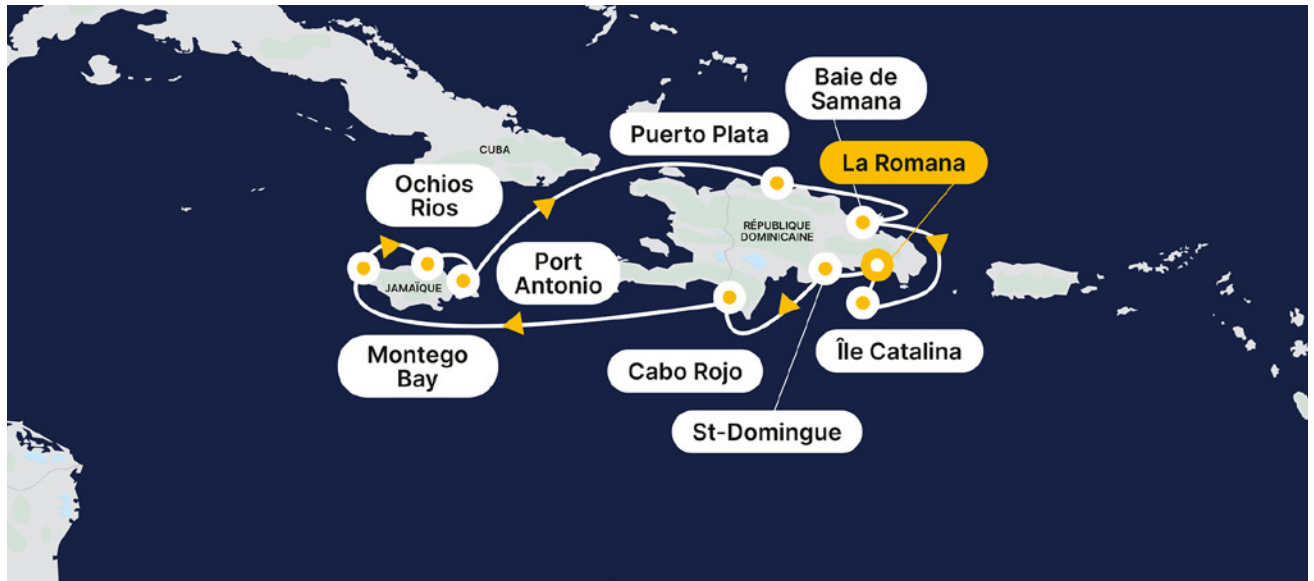 Baie de
Samana
Puerto Plata
La Romana
CUBA
Ochios
Rios
RÉPUBLIQUE
DOMINICAINE
Port
Antonio
JAMAÏQUE
Montego
Bay
Île Catalina
Cabo Rojo
St-Domingue